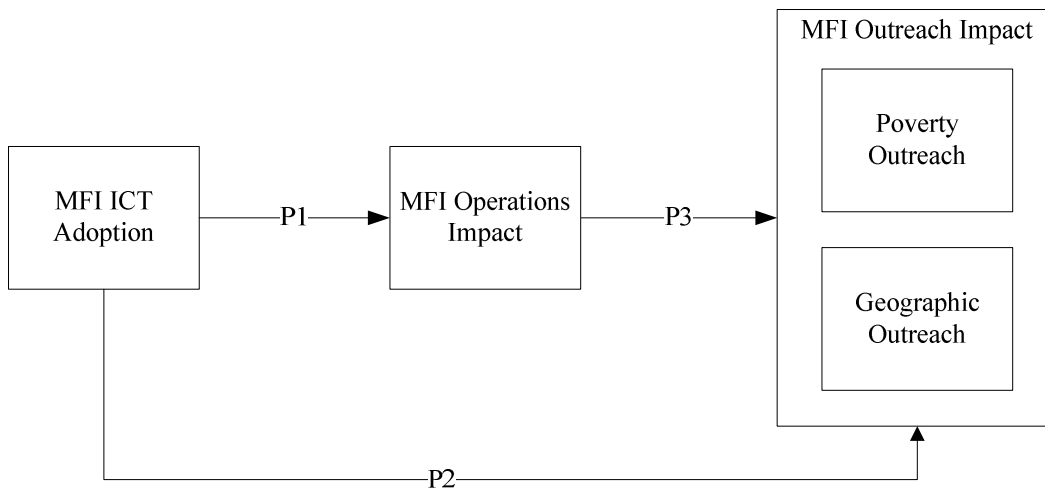 MFI ICT
Adoption
P1
MFI Operations
Impact
P3
MFI Outreach Impact
Poverty
Outreach
Geographic
Outreach
P2